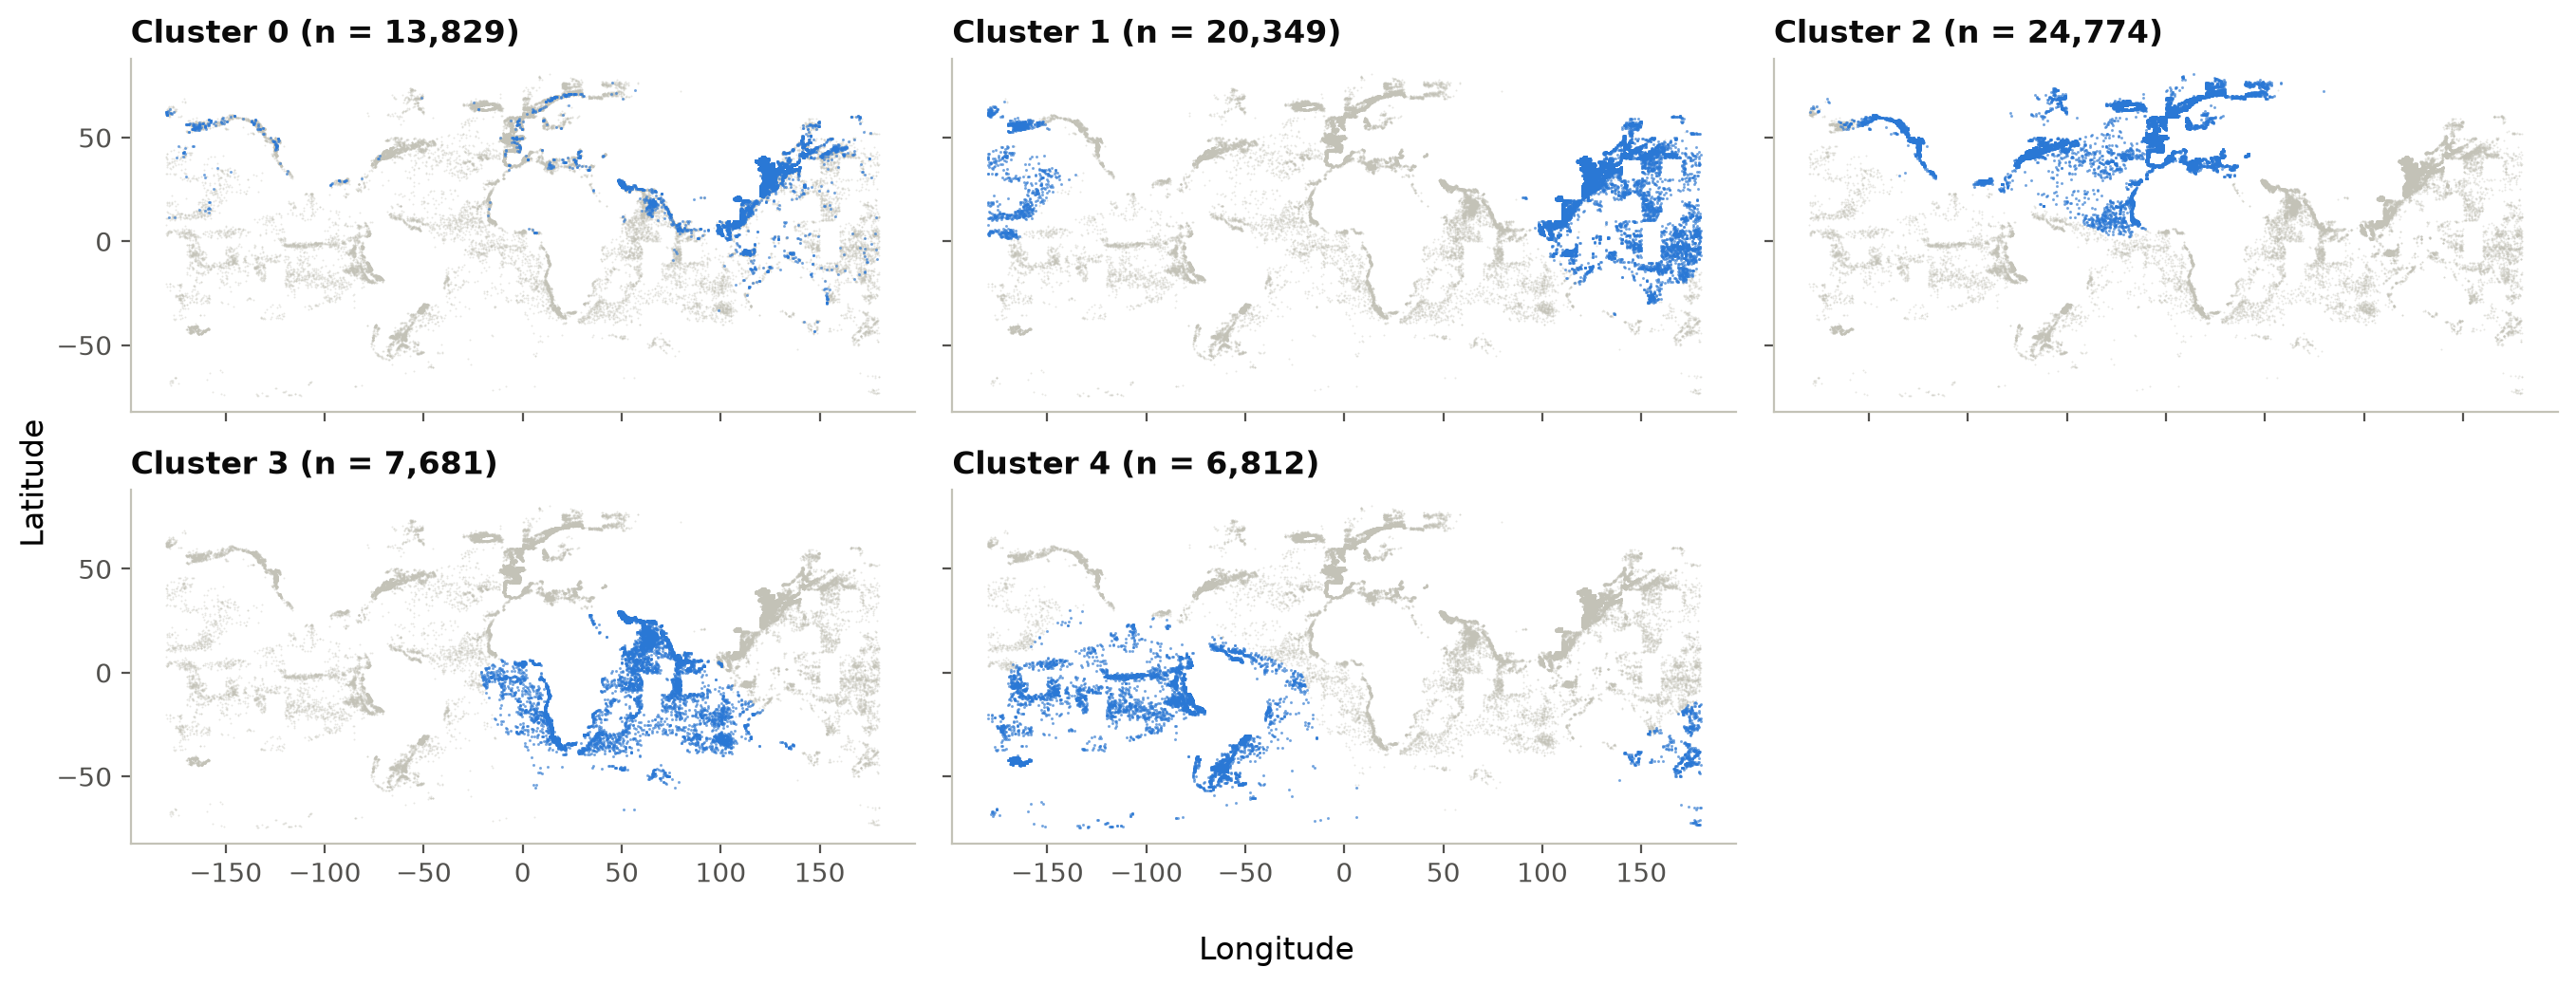 Cluster 0 (n = 13,829)
Cluster 1 (n = 20,349)
Cluster 2 (n = 24,774)
50
0
−50
Latitude
Cluster 3 (n = 7,681)
Cluster 4 (n = 6,812)
50
0
−50
−150 −100 −50 0 50 100 150
−150 −100 −50 0 50 100 150
Longitude